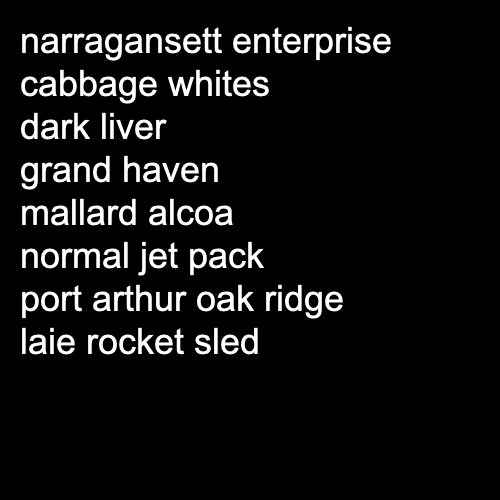 narragansett enterprise
cabbage whites
dark liver
grand haven
mallard alcoa
normal jet pack
port arthur oak ridge
laie rocket sled